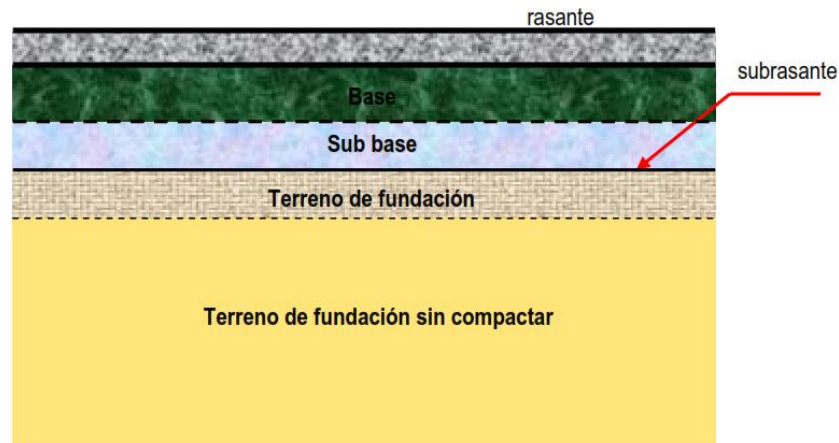 rasante
subrasante
Base
Sub base
Terreno de fundación
Terreno de fundación sin compactar